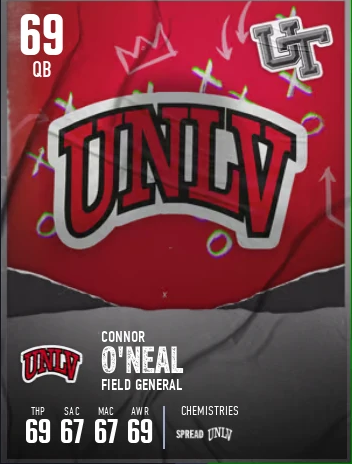 69
QB
UT
UNLV
CONNOR
UNLV
O'NEAL
FIELD GENERAL
THP SAC MAC AWR CHEMISTRIES
69 67 67 69 SPREAD UNLV